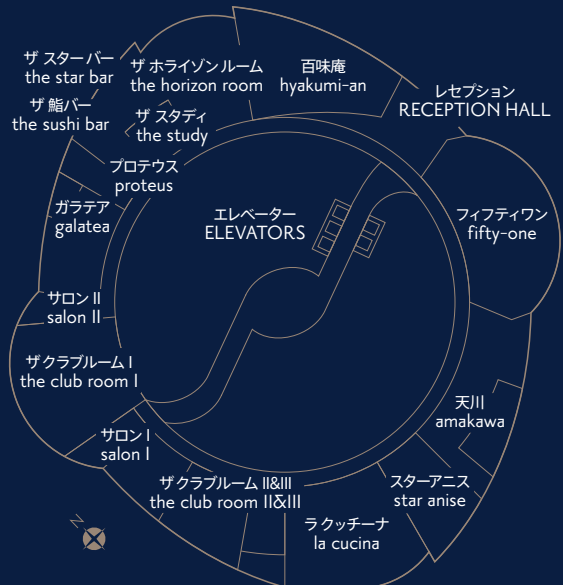 ザ スター バー
the star bar
ザ ホライゾン ルーム
the horizon room
百味庵
hyakumi-an
レセプション
RECEPTION HALL
ザ 鮨バー
the sushi bar
ザ スタディ
the study
プロテウス
proteus
ガラテア
galatea
エレベーター
ELEVATORS
フィフティワン
fifty-one
サロン II
salon II
ザ クラブルーム I
the club room I
天川
amakawa
サロン I
salon I
ザ クラブルーム II&III
the club room II&III
スターアニス
star anise
ラ クッチーナ
la cucina
N